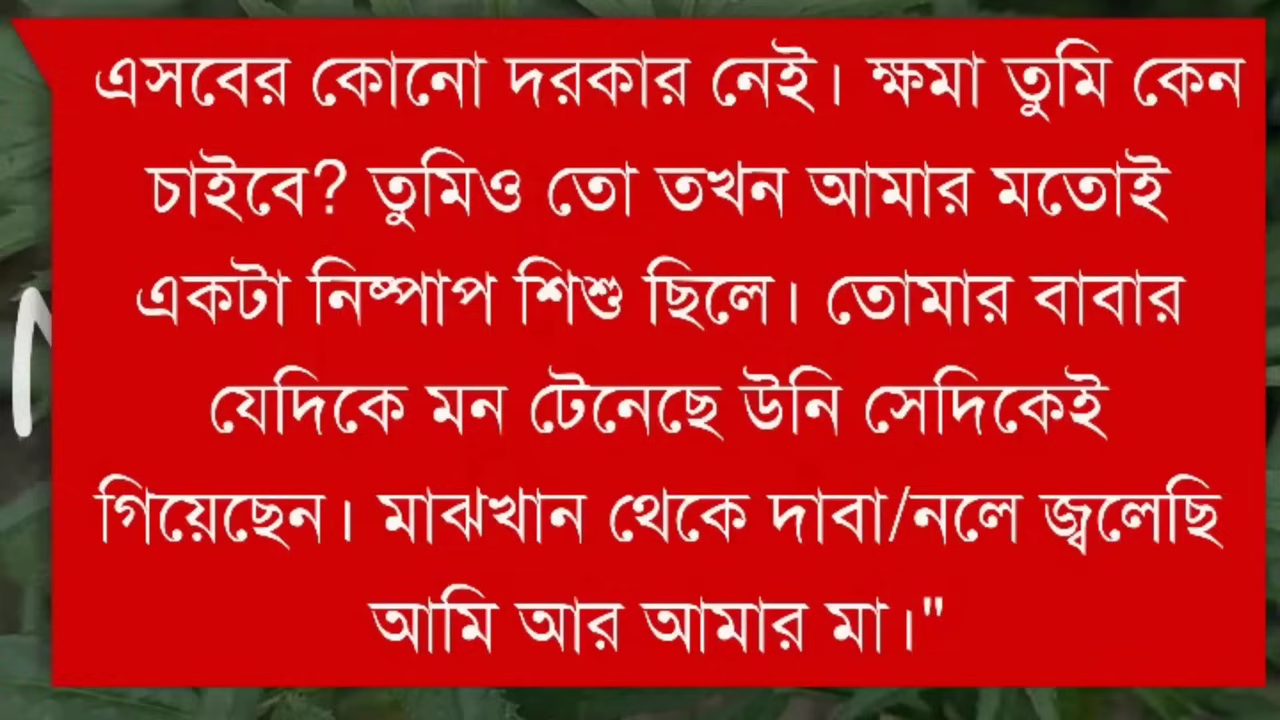 এসবের কোনো দরকার নেই। ক্ষমা তুমি কেন
চাইবে? তুমিও তো তখন আমার মতোই
একটা নিষ্পাপ শিশু ছিলে। তোমার বাবার
যেদিকে মন টেনেছে উনি সেদিকেই
গিয়েছেন। মাঝখান থেকে দাবা/নলে জ্বলেছি
আমি আর আমার মা।"